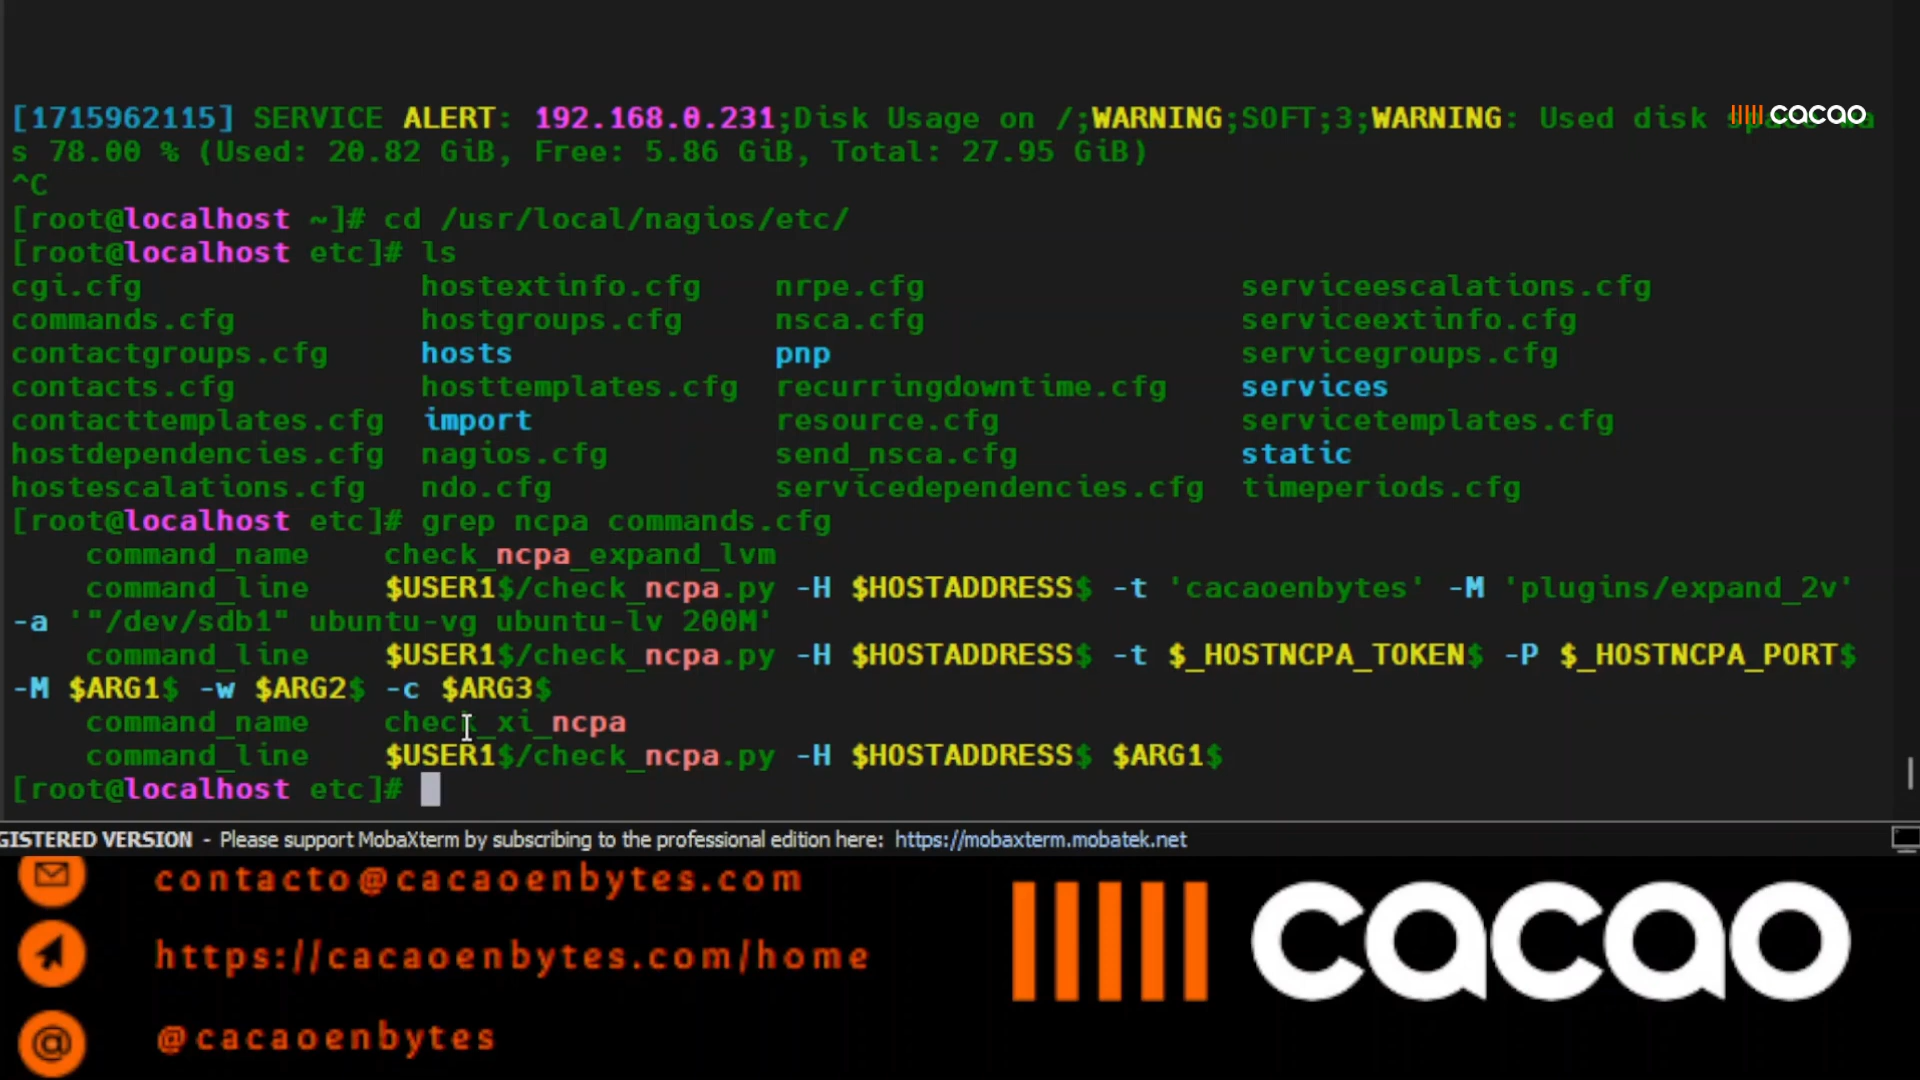 [1715962115] SERVICE ALERT: 192.168.0.231;Disk Usage on /;WARNING;SOFT;3;WARNING: Used disk space wa
cacao
s 78.00 % (Used: 20.82 GiB, Free: 5.86 GiB, Total: 27.95 GiB)
^C
[root@localhost ~]# cd /usr/local/nagios/etc/
[root@localhost etc]# ls
cgi.cfg hostextinfo.cfg nrpe.cfg serviceescalations.cfg
commands.cfg hostgroups.cfg nsca.cfg serviceextinfo.cfg
contactgroups.cfg hosts pnp servicegroups.cfg
contacts.cfg hosttemplates.cfg recurringdowntime.cfg services
contacttemplates.cfg import resource.cfg servicetemplates.cfg
hostdependencies.cfg nagios.cfg send_nsca.cfg static
hostescalations.cfg ndo.cfg servicedependencies.cfg timeperiods.cfg
[root@localhost etc]# grep ncpa commands.cfg
command_name check_ncpa_expand_lvm
command_line $USER1$/check_ncpa.py -H $HOSTADDRESS$ -t 'cacaoenbytes' -M 'plugins/expand_2v'
-a '"/dev/sdb1" ubuntu-vg ubuntu-lv 200M'
command_line $USER1$/check_ncpa.py -H $HOSTADDRESS$ -t $_HOSTNCPA_TOKEN$ -P $_HOSTNCPA_PORT$
-M $ARG1$ -w $ARG2$ -c $ARG3$
command_name check_xi_ncpa
command_line $USER1$/check_ncpa.py -H $HOSTADDRESS$ $ARG1$
[root@localhost etc]#
GISTERED VERSION - Please support MobaXterm by subscribing to the professional edition here: https://mobaxterm.mobatek.net
contacto@cacaoenbytes.com
https://cacaoenbytes.com/home
@cacaoenbytes
cacao